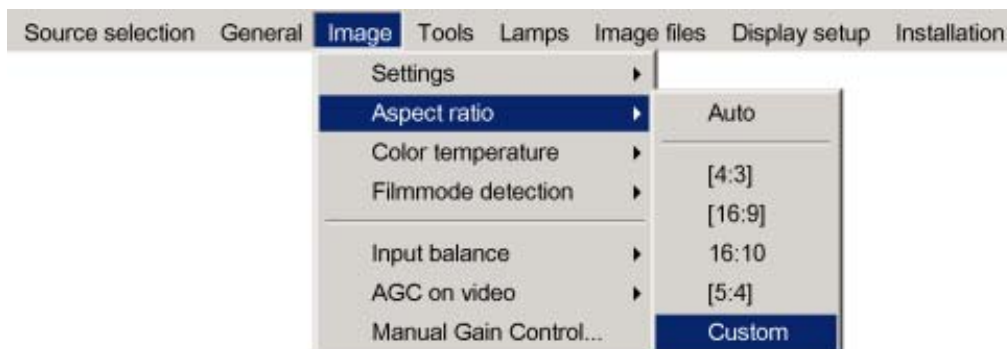 Source selection General Image Tools Lamps Image files Display setup Installation
Settings
Aspect ratio
Color temperature
Filmmode detection
Input balance
AGC on video
Manual Gain Control...
Auto
[4:3]
[16:9]
16:10
[5:4]
Custom